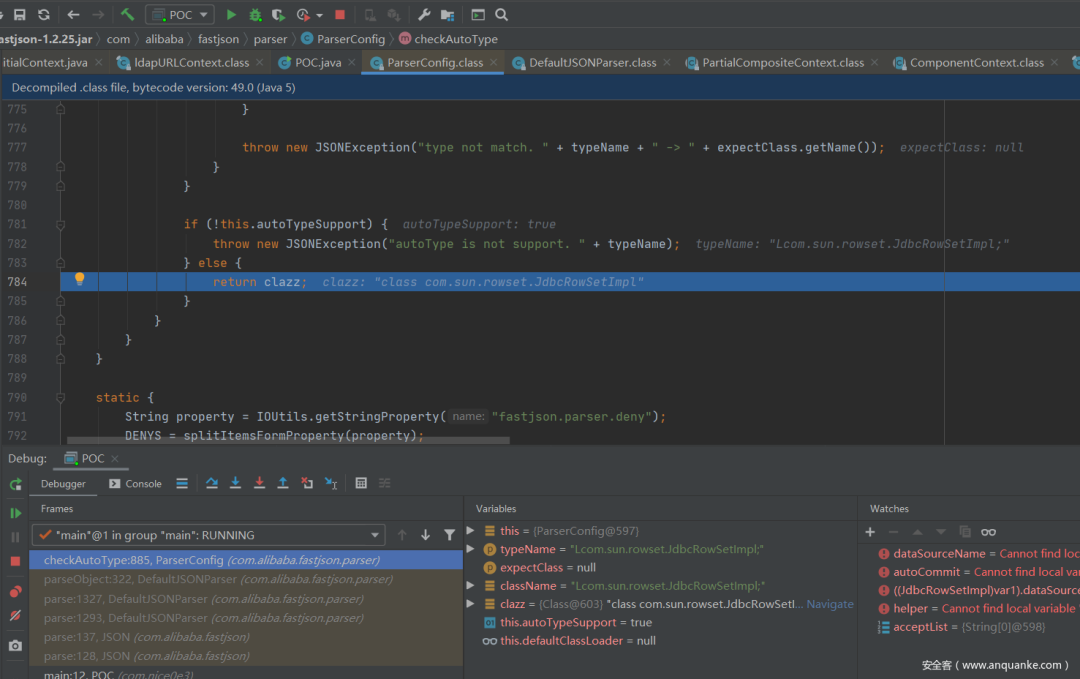 POC
astjson-1.2.25.jar com alibaba fastjson parser ParserConfig checkAutoType
itialContext.java ldapURLContext.class POC.java ParserConfig.class DefaultJSONParser.class PartialCompositeContext.class ComponentContext.class
Decompiled .class file, bytecode version: 49.0 (Java 5)
775 }
776
777 throw new JSONException("type not match. " + typeName + " -> " + expectClass.getName()); expectClass: null
778 }
779 }
780
781 if (!this.autoTypeSupport) { autoTypeSupport: true
782 throw new JSONException("autoType is not support. " + typeName); typeName: "Lcom.sun.rowset.JdbcRowSetImpl;"
783 } else {
784 return clazz; clazz: "class com.sun.rowset.JdbcRowSetImpl"
785 }
786 }
787 }
788 }
789
790 static {
791 String property = IOUtils.getStringProperty( name: "fastjson.parser.deny");
792 DENYS = splitItemsFormProperty(property);
Debug: POC
Debugger Console
Frames
"main"@1 in group "main": RUNNING
checkAutoType:885, ParserConfig (com.alibaba.fastjson.parser)
parseObject:322, DefaultJSONParser (com.alibaba.fastjson.parser)
parse:1327, DefaultJSONParser (com.alibaba.fastjson.parser)
parse:1293, DefaultJSONParser (com.alibaba.fastjson.parser)
parse:137, JSON (com.alibaba.fastjson)
parse:128, JSON (com.alibaba.fastjson)
main:12, POC (com.nice0e3)
Variables
this = {ParserConfig@597}
typeName = "Lcom.sun.rowset.JdbcRowSetImpl;"
expectClass = null
className = "Lcom.sun.rowset.JdbcRowSetImpl;"
clazz = {Class@603} "class com.sun.rowset.JdbcRowSetI... Navigate
this.autoTypeSupport = true
this.defaultClassLoader = null
Watches
dataSourceName = Cannot find loc
autoCommit = Cannot find local va
((JdbcRowSetImpl)var1).dataSourc
helper = Cannot find local variable '
acceptList = {String[0]@598}
安全客（www.anquanke.com）